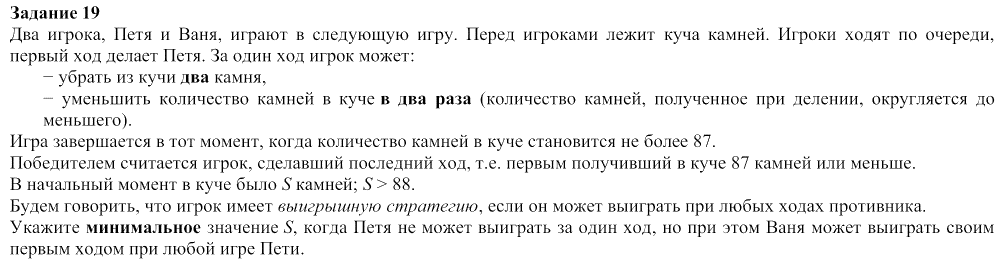 Задание 19
Два игрока, Петя и Ваня, играют в следующую игру. Перед игроками лежит куча камней. Игроки ходят по очереди,
первый ход делает Петя. За один ход игрок может:
− убрать из кучи два камня,
− уменьшить количество камней в куче в два раза (количество камней, полученное при делении, округляется до
меньшего).
Игра завершается в тот момент, когда количество камней в куче становится не более 87.
Победителем считается игрок, сделавший последний ход, т.е. первым получивший в куче 87 камней или меньше.
В начальный момент в куче было S камней; S > 88.
Будем говорить, что игрок имеет выигрышную стратегию, если он может выиграть при любых ходах противника.
Укажите минимальное значение S, когда Петя не может выиграть за один ход, но при этом Ваня может выиграть своим
первым ходом при любой игре Пети.